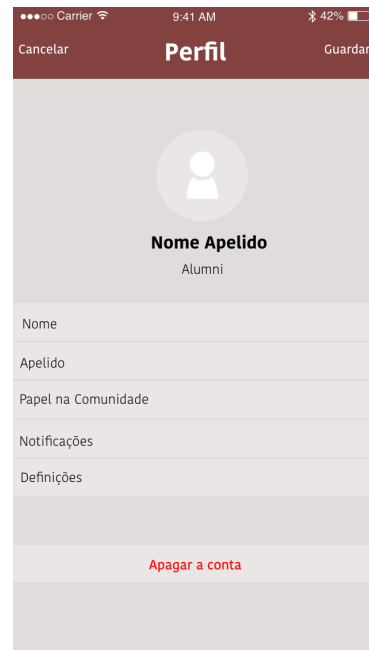 Carrier 9:41 AM 42%
Cancelar Perfil Guardar
Nome Apelido
Alumni
Nome
Apelido
Papel na Comunidade
Notificações
Definições
Apagar a conta